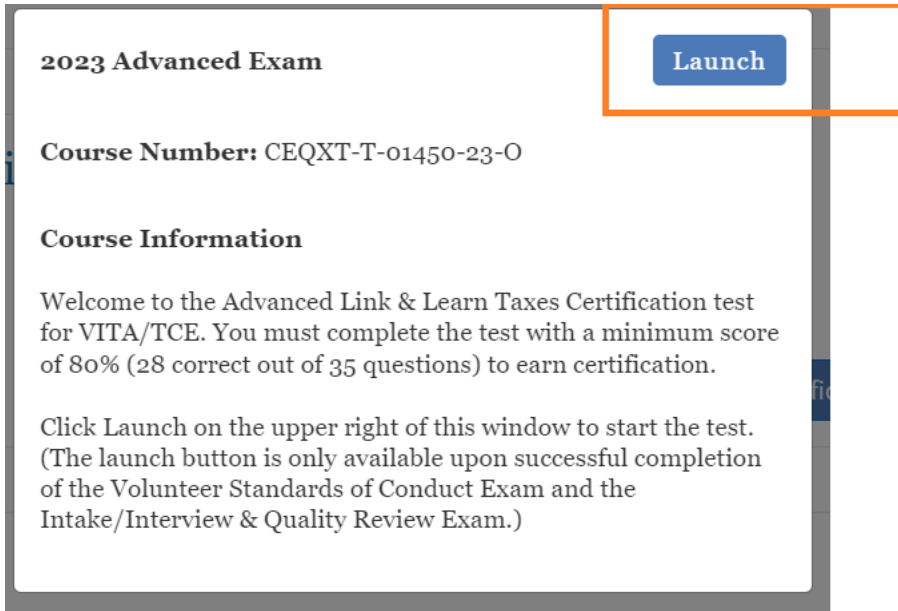 2023 Advanced Exam
Launch
Course Number: CEQXT-T-01450-23-O
Course Information
Welcome to the Advanced Link & Learn Taxes Certification test
for VITA/TCE. You must complete the test with a minimum score
of 80% (28 correct out of 35 questions) to earn certification.
Click Launch on the upper right of this window to start the test.
(The launch button is only available upon successful completion
of the Volunteer Standards of Conduct Exam and the
Intake/Interview & Quality Review Exam.)